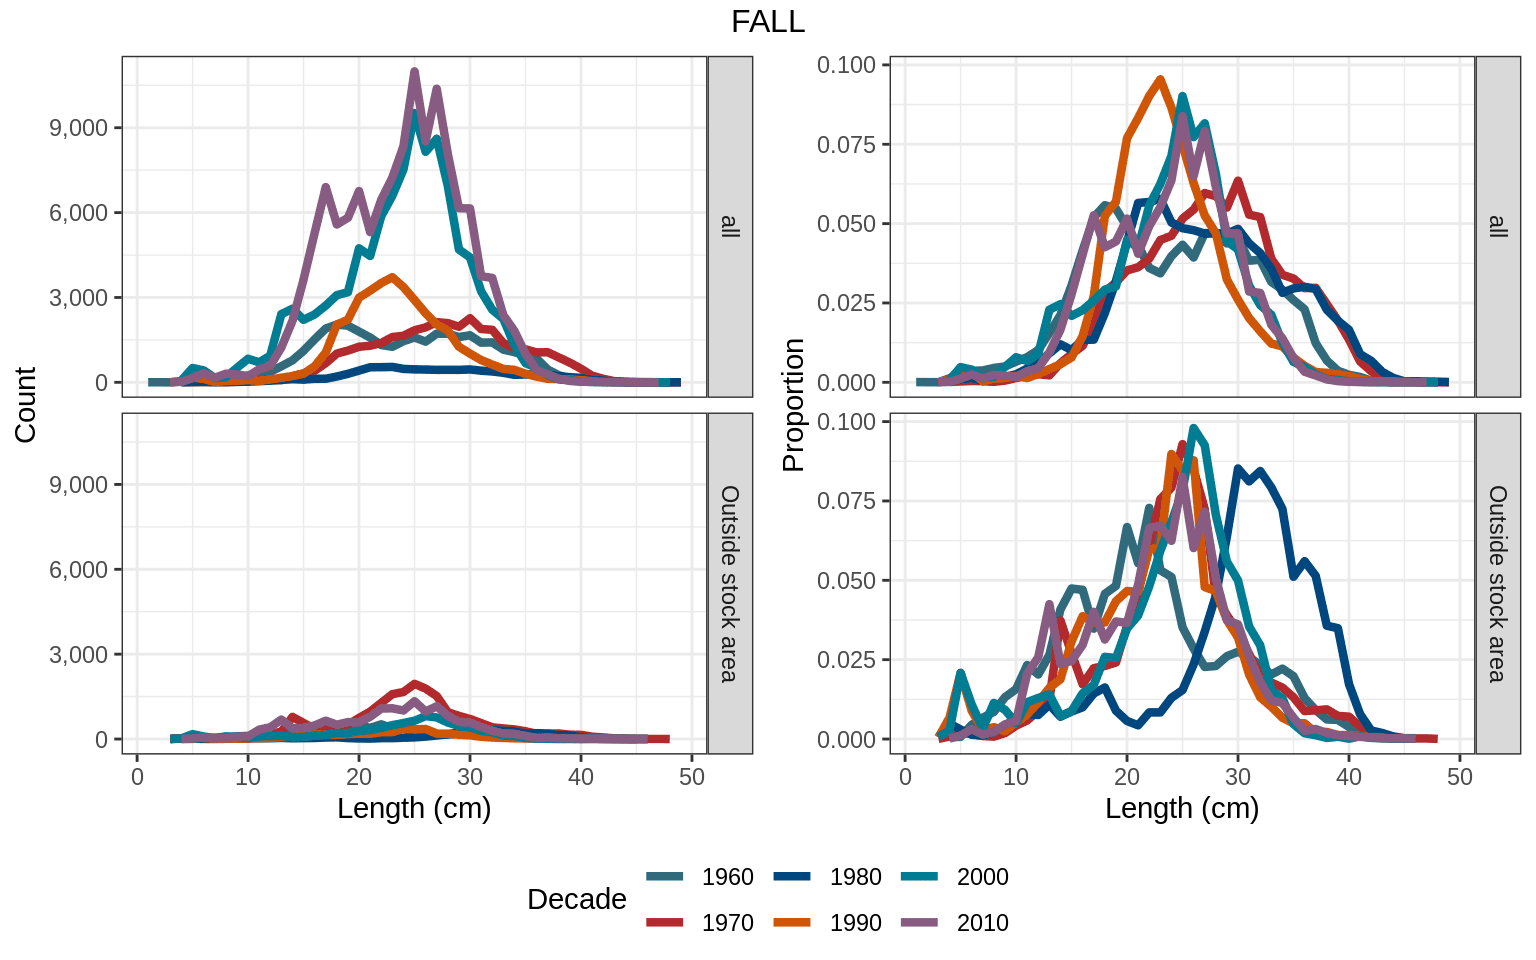 FALL
Count
9,000
6,000
3,000
0
all
9,000
6,000
3,000
0
Outside stock area
0 10 20 30 40 50
Length (cm)
Proportion
0.100
0.075
0.050
0.025
0.000
all
0.100
0.075
0.050
0.025
0.000
Outside stock area
0 10 20 30 40 50
Length (cm)
Decade
1960 1980 2000
1970 1990 2010